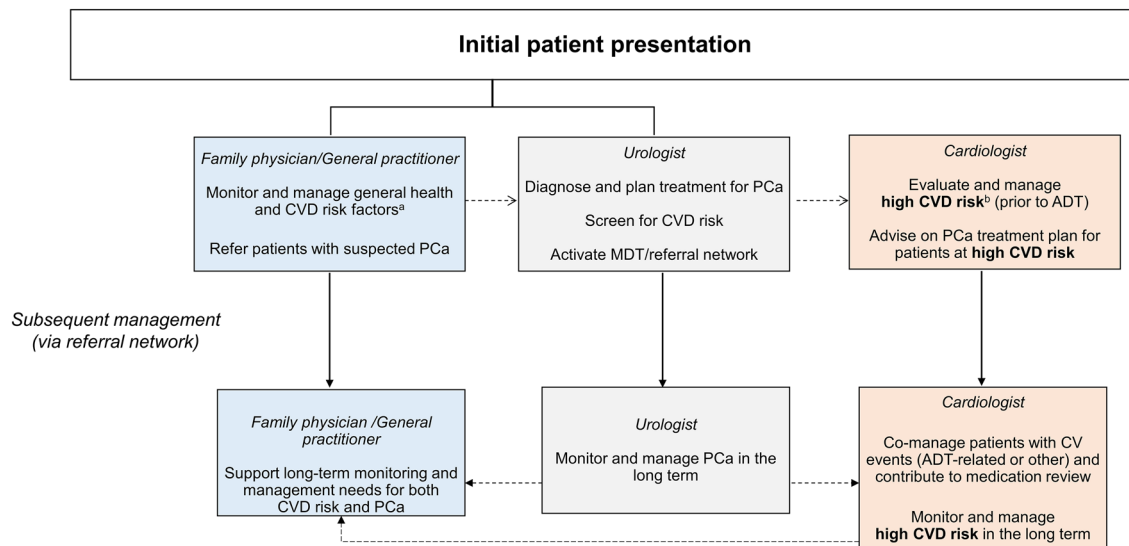 Initial patient presentation
Family physician/General practitioner
Monitor and manage general health
and CVD risk factorsᵃ
Refer patients with suspected PCa
Urologist
Diagnose and plan treatment for PCa
Screen for CVD risk
Activate MDT/referral network
Cardiologist
Evaluate and manage
high CVD riskᵇ (prior to ADT)
Advise on PCa treatment plan for
patients at high CVD risk
Subsequent management
(via referral network)
Family physician /General
practitioner
Support long-term monitoring and
management needs for both
CVD risk and PCa
Urologist
Monitor and manage PCa in the
long term
Cardiologist
Co-manage patients with CV
events (ADT-related or other) and
contribute to medication review
Monitor and manage
high CVD risk in the long term